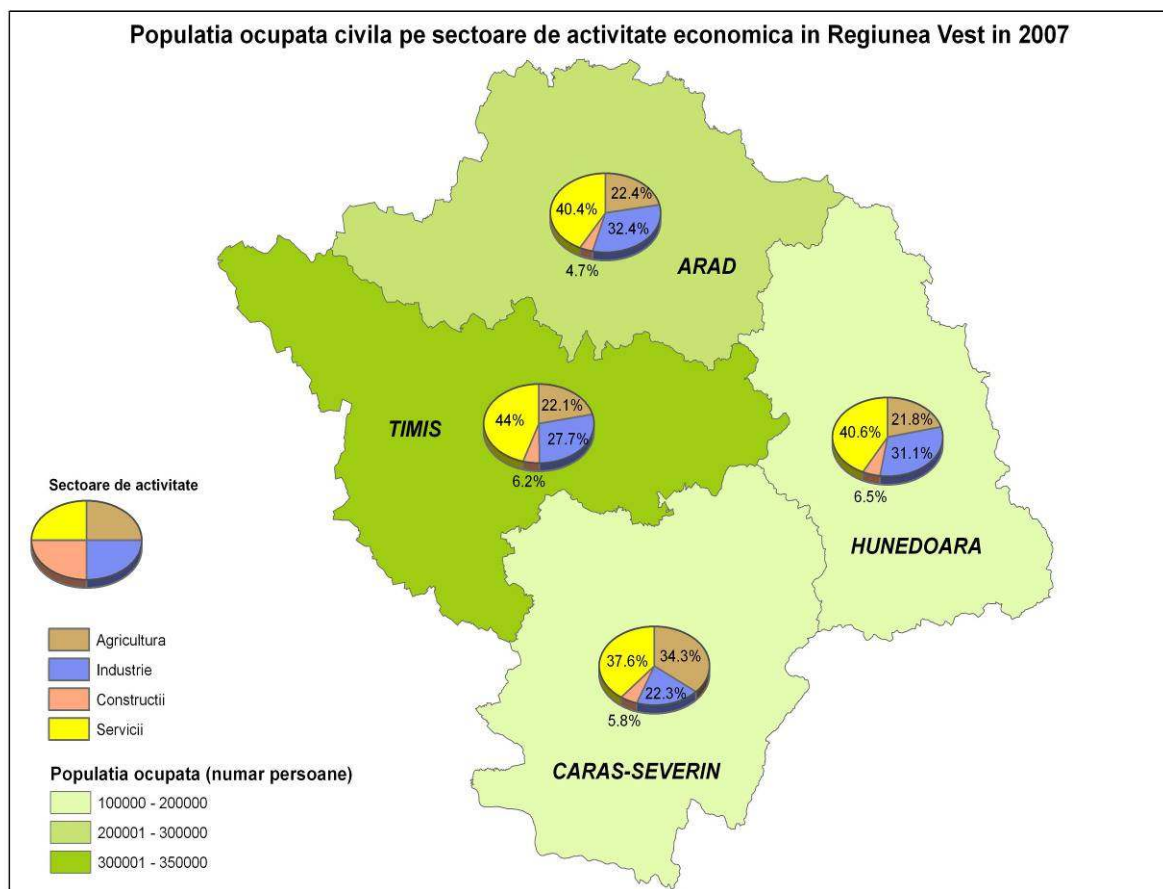 Populatia ocupata civila pe sectoare de activitate economica in Regiunea Vest in 2007
22.4%
40.4%
32.4%
4.7%
ARAD
TIMIS
22.1%
44%
27.7%
6.2%
21.8%
40.6%
31.1%
6.5%
HUNEDOARA
34.3%
37.6%
22.3%
5.8%
CARAS-SEVERIN
Sectoare de activitate
Agricultura
Industrie
Constructii
Servicii
Populatia ocupata (numar persoane)
100000 - 200000
200001 - 300000
300001 - 350000